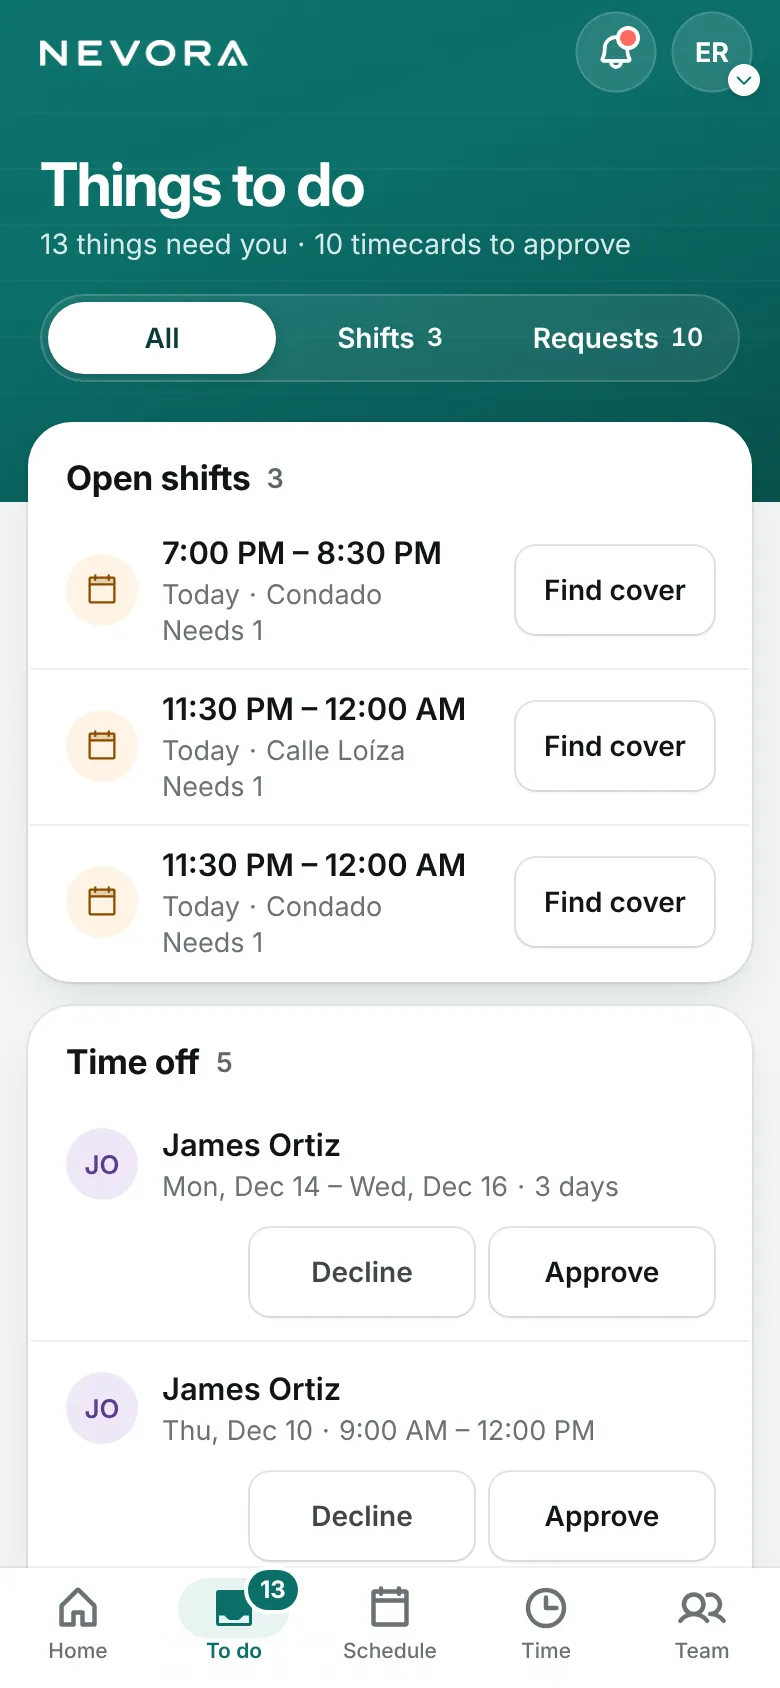 NEVORA
ER
Things to do
13 things need you · 10 timecards to approve
All
Shifts 3
Requests 10
Open shifts 3
7:00 PM – 8:30 PM
Today · Condado
Needs 1
Find cover
11:30 PM – 12:00 AM
Today · Calle Loíza
Needs 1
Find cover
11:30 PM – 12:00 AM
Today · Condado
Needs 1
Find cover
Time off 5
JO
James Ortiz
Mon, Dec 14 – Wed, Dec 16 · 3 days
Decline
Approve
JO
James Ortiz
Thu, Dec 10 · 9:00 AM – 12:00 PM
Decline
Approve
13
Home
To do
Schedule
Time
Team